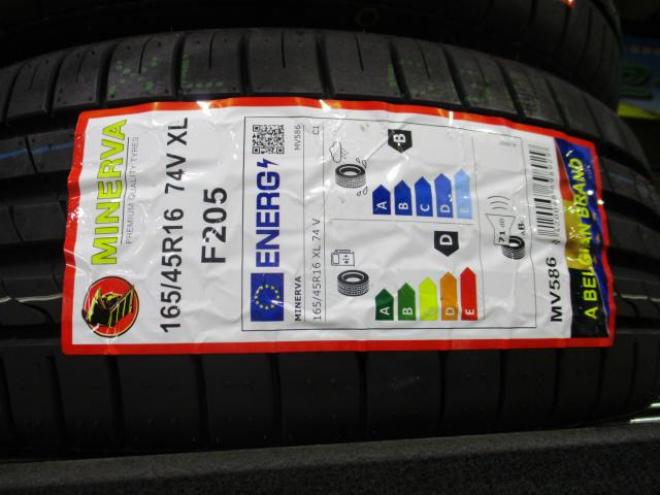 MINERVA
PREMIUM QUALITY TYRES
165/45R16 74V XL
F205
ENERG
MINERVA
MV586
165/45R16 XL 74 V
C1
B
A
B
C
D
E
D
A
B
C
D
E
71 dB
AB
MV586
A BELGIAN BRAND